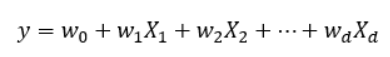 y = w₀ + w₁X₁ + w₂X₂ + ⋯ + w_dX_d